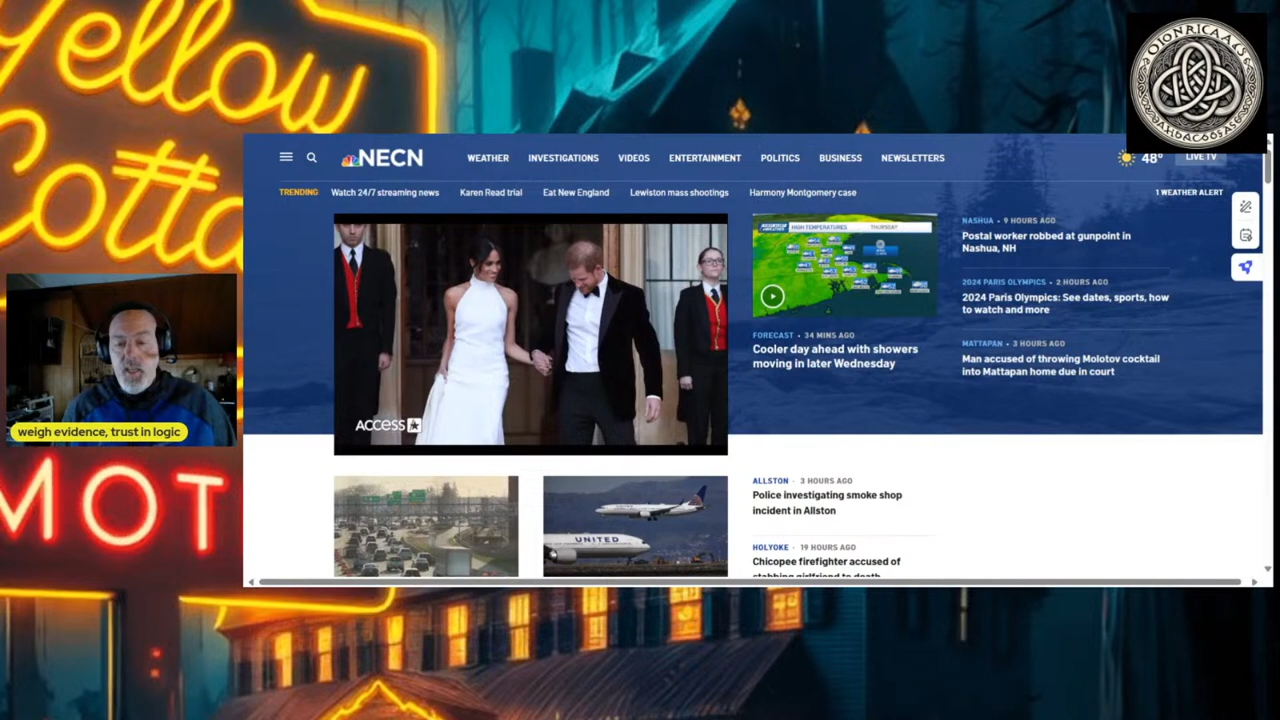 Yellow
Cotta
MOT
weigh evidence, trust in logic
NECN
WEATHER
INVESTIGATIONS
VIDEOS
ENTERTAINMENT
POLITICS
BUSINESS
NEWSLETTERS
48°
LIVE TV
TRENDING
Watch 24/7 streaming news
Karen Read trial
Eat New England
Lewiston mass shootings
Harmony Montgomery case
1 WEATHER ALERT
ACCESS
HIGH TEMPERATURES
THURSDAY
FORECAST • 34 MINS AGO
Cooler day ahead with showers
moving in later Wednesday
NASHUA • 9 HOURS AGO
Postal worker robbed at gunpoint in
Nashua, NH
2024 PARIS OLYMPICS • 2 HOURS AGO
2024 Paris Olympics: See dates, sports, how
to watch and more
MATTAPAN • 3 HOURS AGO
Man accused of throwing Molotov cocktail
into Mattapan home due in court
UNITED
ALLSTON · 3 HOURS AGO
Police investigating smoke shop
incident in Allston
HOLYOKE · 19 HOURS AGO
Chicopee firefighter accused of
stabbing girlfriend to death